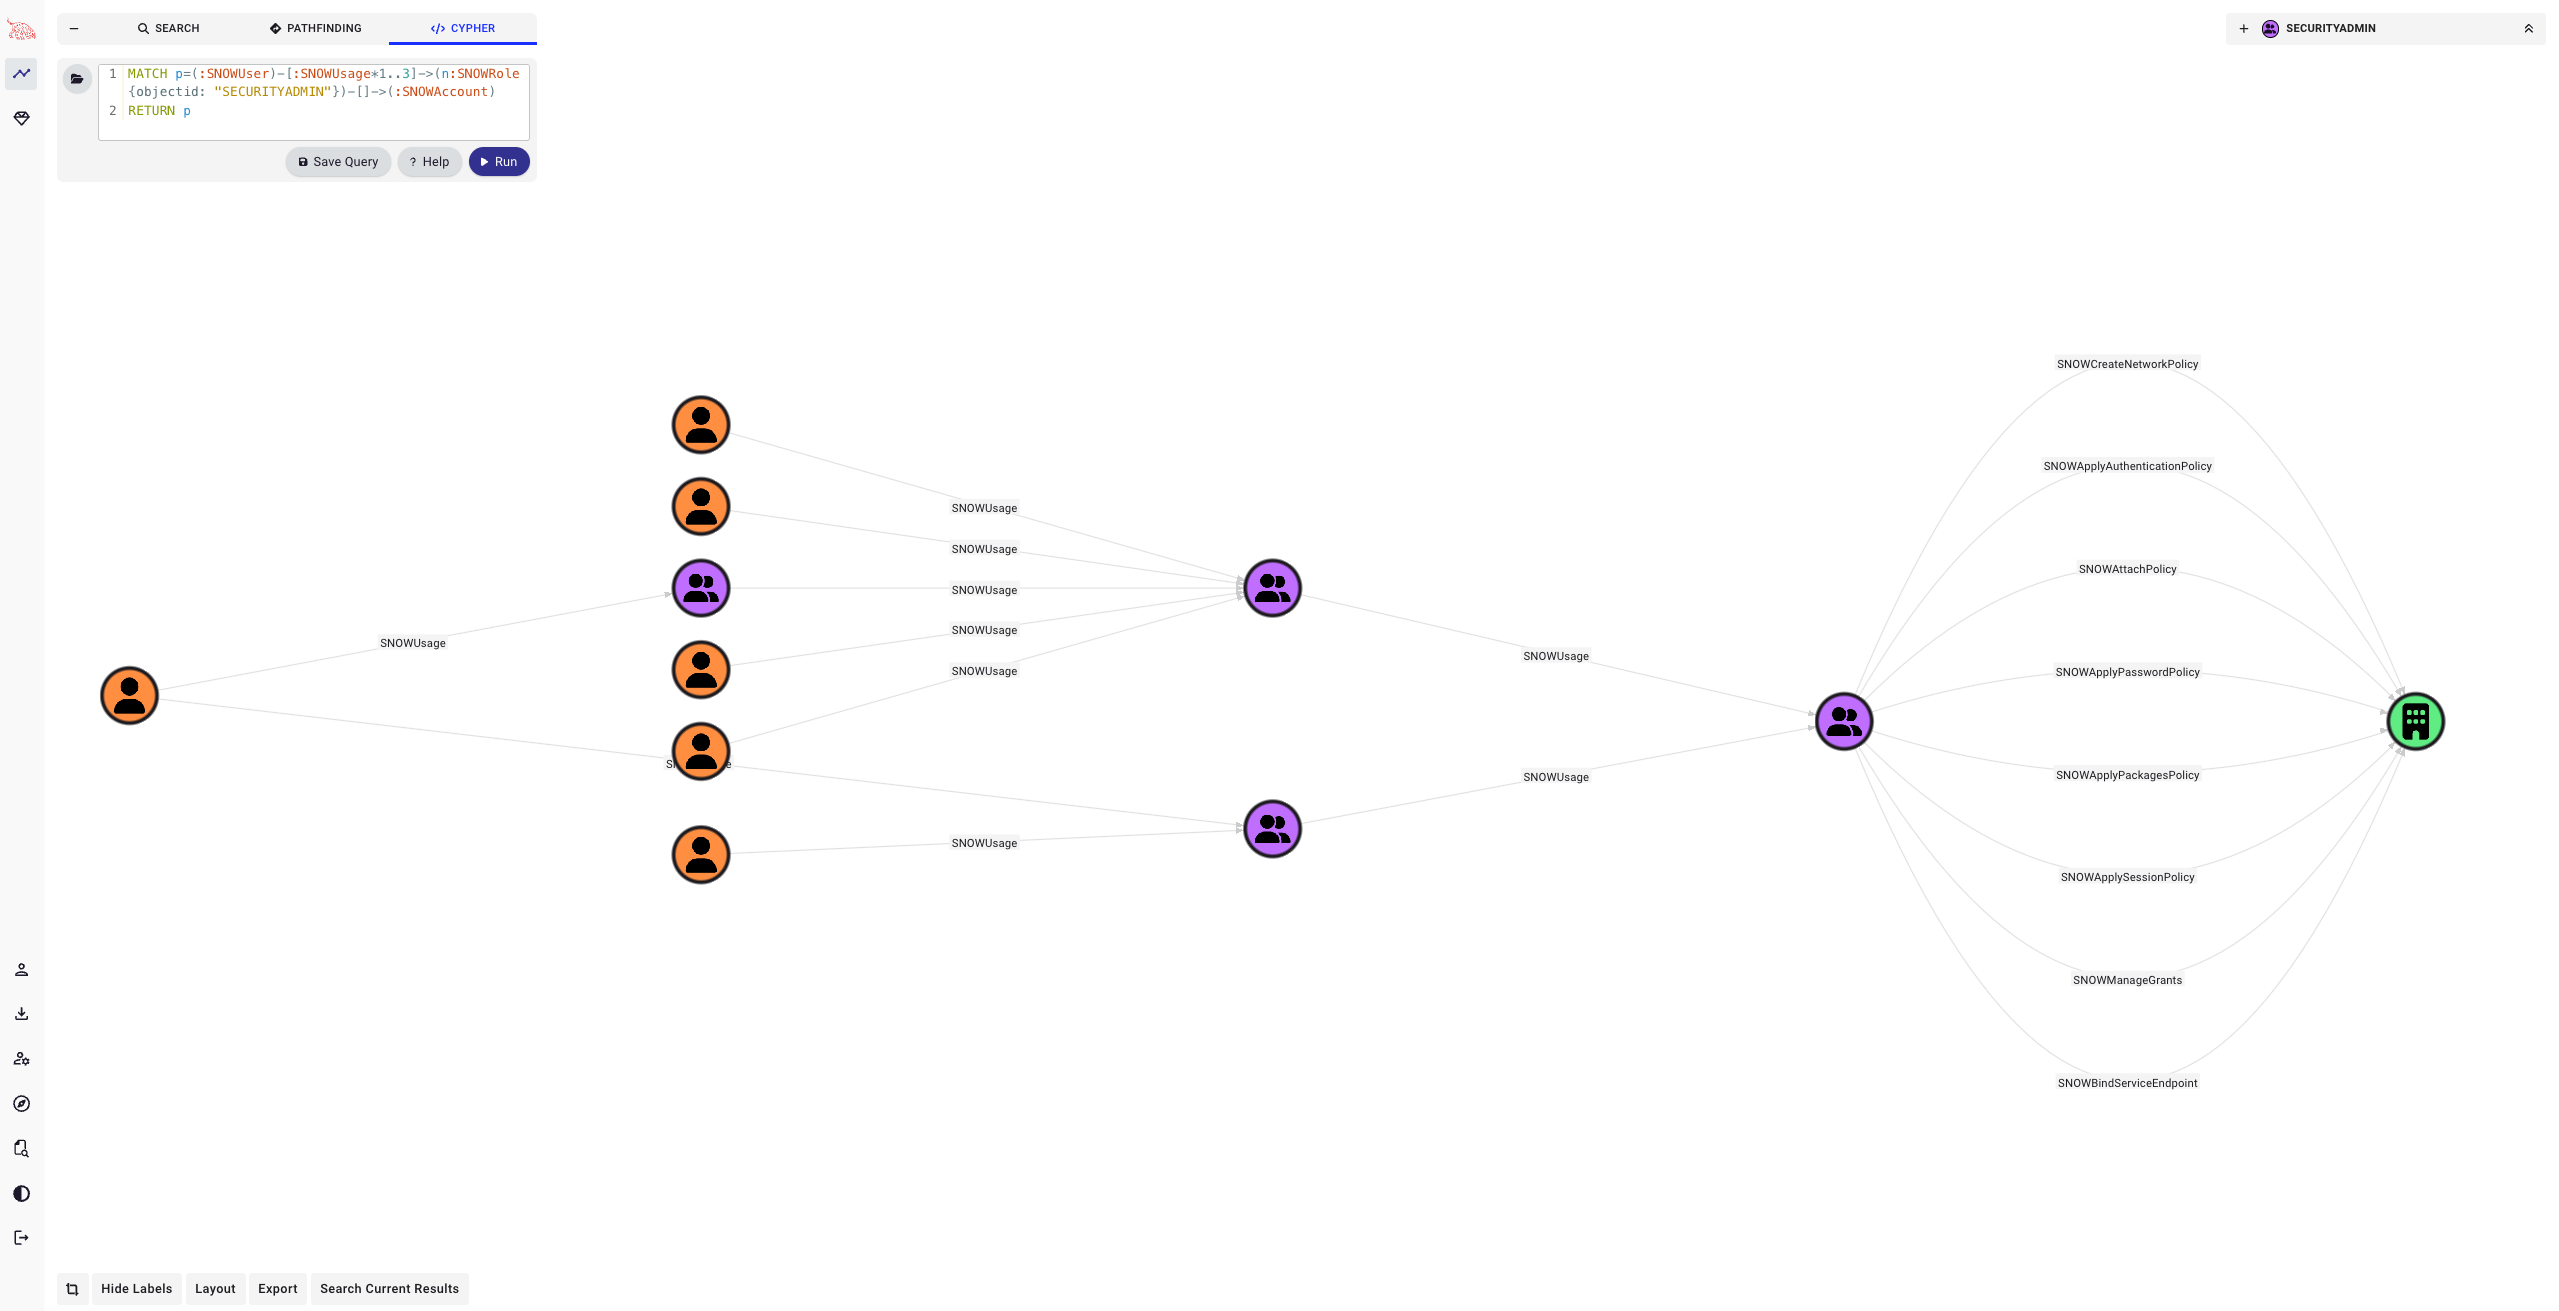 SEARCH
PATHFINDING
CYPHER
SECURITYADMIN
1 MATCH p=(:SNOWUser)-[:SNOWUsage*1..3]->(n:SNOWRole
{objectid: "SECURITYADMIN"})-[]->(:SNOWAccount)
2 RETURN p
Save Query
? Help
Run
SNOWCreateNetworkPolicy
SNOWApplyAuthenticationPolicy
SNOWUsage
SNOWUsage
SNOWAttachPolicy
SNOWUsage
SNOWUsage
SNOWUsage
SNOWUsage
SNOWUsage
SNOWApplyPasswordPolicy
SNOWUsage
SNOWApplyPackagesPolicy
SNOWUsage
SNOWApplySessionPolicy
SNOWManageGrants
SNOWBindServiceEndpoint
Hide Labels
Layout
Export
Search Current Results